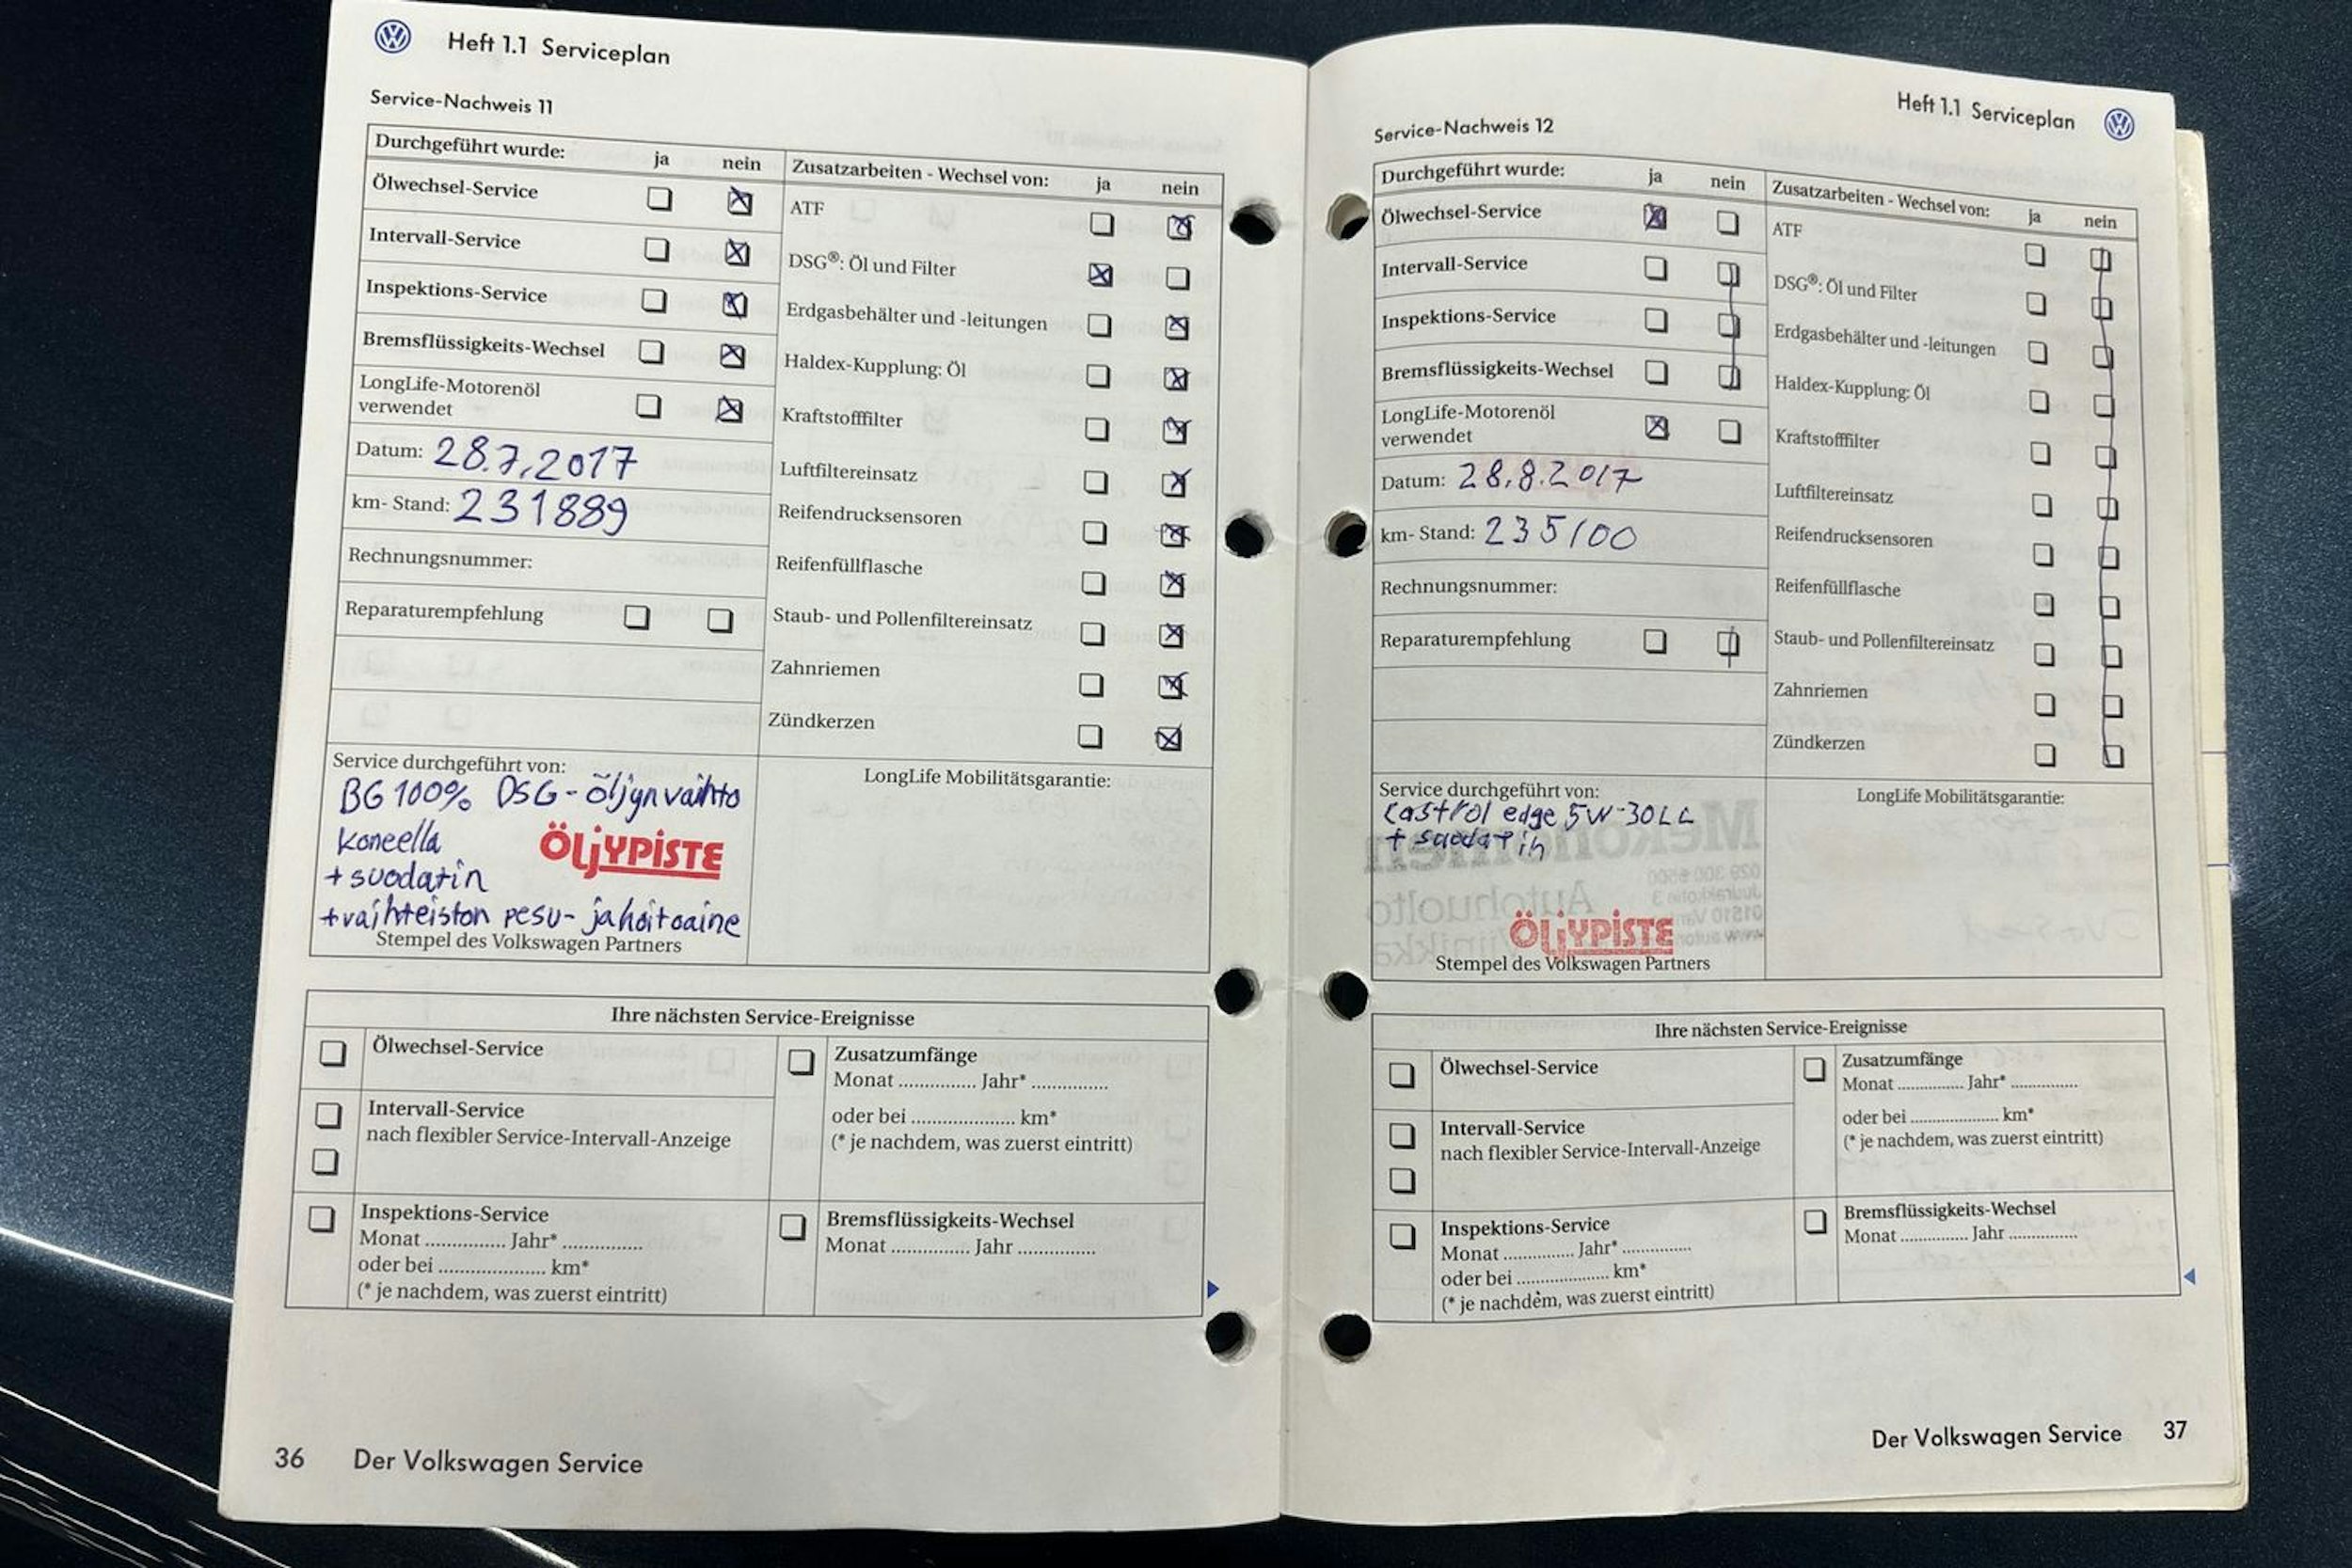 Heft 1.1 Serviceplan
Service-Nachweis 11
Durchgeführt wurde: ja nein
Ölwechsel-Service
Intervall-Service
Inspektions-Service
Bremsflüssigkeits-Wechsel
LongLife-Motorenöl
verwendet
Datum: 28.7.2017
km- Stand: 231889
Rechnungsnummer:
Reparaturempfehlung
Zusatzarbeiten - Wechsel von: ja nein
ATF
DSG®: Öl und Filter
Erdgasbehälter und -leitungen
Haldex-Kupplung: Öl
Kraftstofffilter
Luftfiltereinsatz
Reifendrucksensoren
Reifenfüllflasche
Staub- und Pollenfiltereinsatz
Zahnriemen
Zündkerzen
Service durchgeführt von:
BG 100% DSG-öljynvaihto
koneella
ÖLjYPiSTE
+ suodatin
+ vaihteiston pesu- ja hoitoaine
Stempel des Volkswagen Partners
LongLife Mobilitätsgarantie:
Ihre nächsten Service-Ereignisse
Ölwechsel-Service
Intervall-Service
nach flexibler Service-Intervall-Anzeige
Inspektions-Service
Monat .............. Jahr* ..............
oder bei .................... km*
(* je nachdem, was zuerst eintritt)
Zusatzumfänge
Monat .............. Jahr* ..............
oder bei .................... km*
(* je nachdem, was zuerst eintritt)
Bremsflüssigkeits-Wechsel
Monat .............. Jahr ..............
36 Der Volkswagen Service
Heft 1.1 Serviceplan
Service-Nachweis 12
Durchgeführt wurde: ja nein
Ölwechsel-Service
Intervall-Service
Inspektions-Service
Bremsflüssigkeits-Wechsel
LongLife-Motorenöl
verwendet
Datum: 28.8.2017
km- Stand: 235100
Rechnungsnummer:
Reparaturempfehlung
Zusatzarbeiten - Wechsel von: ja nein
ATF
DSG®: Öl und Filter
Erdgasbehälter und -leitungen
Haldex-Kupplung: Öl
Kraftstofffilter
Luftfiltereinsatz
Reifendrucksensoren
Reifenfüllflasche
Staub- und Pollenfiltereinsatz
Zahnriemen
Zündkerzen
Service durchgeführt von:
Castrol edge 5W-30LL
+ suodatin
ÖLjYPiSTE
Stempel des Volkswagen Partners
LongLife Mobilitätsgarantie:
Ihre nächsten Service-Ereignisse
Ölwechsel-Service
Intervall-Service
nach flexibler Service-Intervall-Anzeige
Inspektions-Service
Monat .............. Jahr* ..............
oder bei .................... km*
(* je nachdem, was zuerst eintritt)
Zusatzumfänge
Monat .............. Jahr* ..............
oder bei .................... km*
(* je nachdem, was zuerst eintritt)
Bremsflüssigkeits-Wechsel
Monat .............. Jahr ..............
Der Volkswagen Service 37